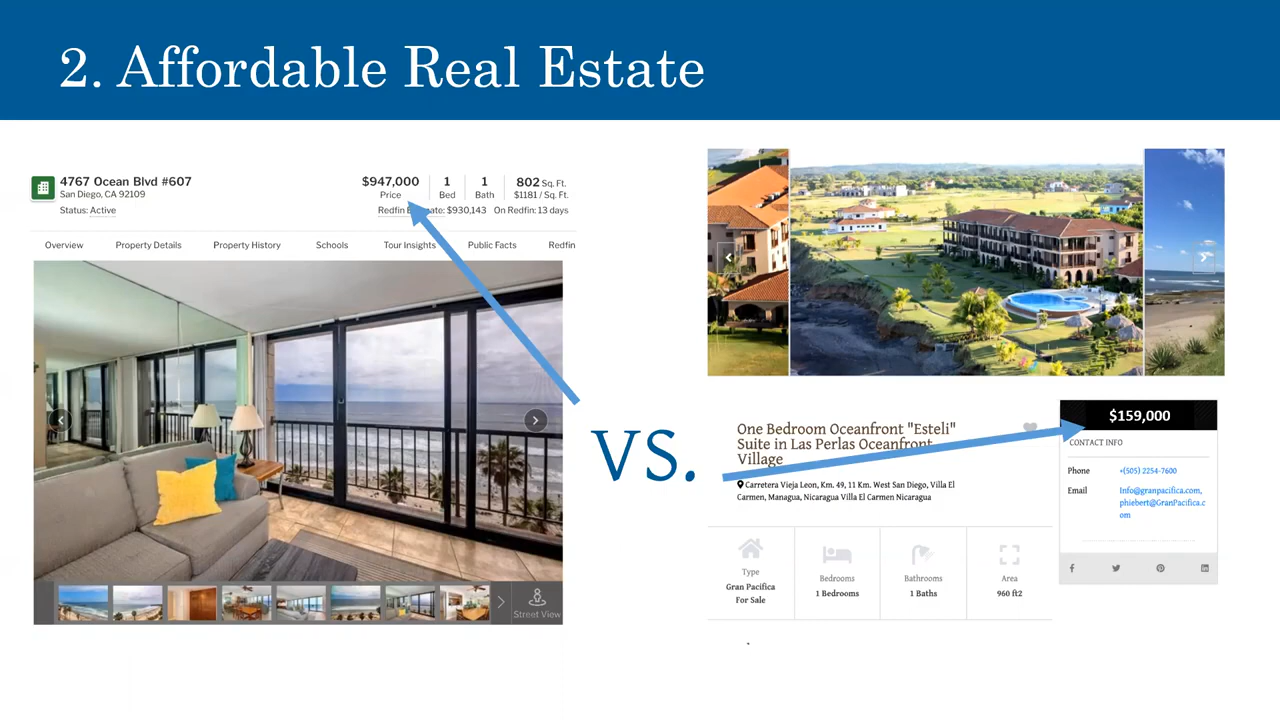 2. Affordable Real Estate
4767 Ocean Blvd #607
San Diego, CA 92109
Status: Active
$947,000
Price
1
Bed
1
Bath
802 Sq. Ft.
$1181 / Sq. Ft.
Redfin E ate: $930,143 On Redfin: 13 days
Overview Property Details Property History Schools Tour Insights Public Facts Redfin
Street View
VS.
One Bedroom Oceanfront "Esteli"
Suite in Las Perlas Oceanfront
Village
Carretera Vieja Leon, Km. 49, 11 Km. West San Diego, Villa El
Carmen, Managua, Nicaragua Villa El Carmen Nicaragua
Type
Gran Pacifica
For Sale
Bedrooms
1 Bedrooms
Bathrooms
1 Baths
Area
960 ft2
$159,000
CONTACT INFO
Phone +(505) 2254-7600
Email Info@granpacifica.com,
phiebert@GranPacifica.c
om